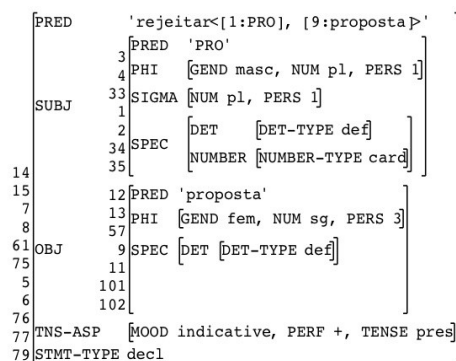 PRED 'rejeitar<[1:PRO], [9:proposta]>'
PRED 'PRO'
3
4 PHI [GEND masc, NUM pl, PERS 1]
33 SIGMA [NUM pl, PERS 1]
SUBJ 1
2 DET [DET-TYPE def]
34 SPEC
35 NUMBER [NUMBER-TYPE card]
14
15 12 PRED 'proposta'
7 13 PHI [GEND fem, NUM sg, PERS 3]
8 57
61 OBJ 9 SPEC [DET [DET-TYPE def]]
75 11
5 101
6 102
76
77 TNS-ASP [MOOD indicative, PERF +, TENSE pres]
79 STMT-TYPE decl